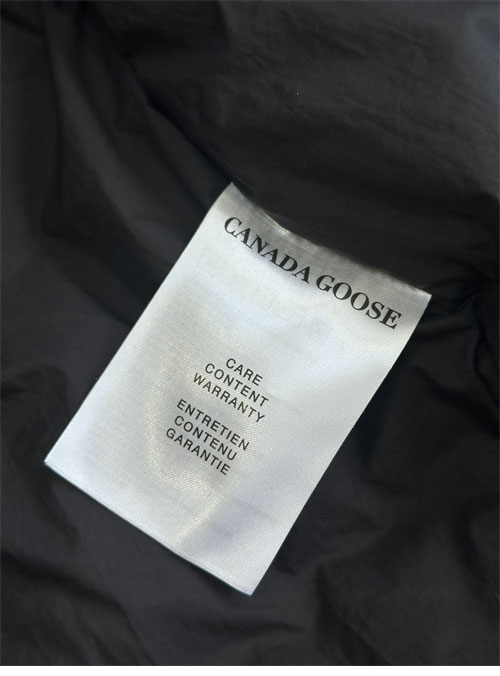 CANADA GOOSE
CARE
CONTENT
WARRANTY
ENTRETIEN
CONTENU
GARANTIE